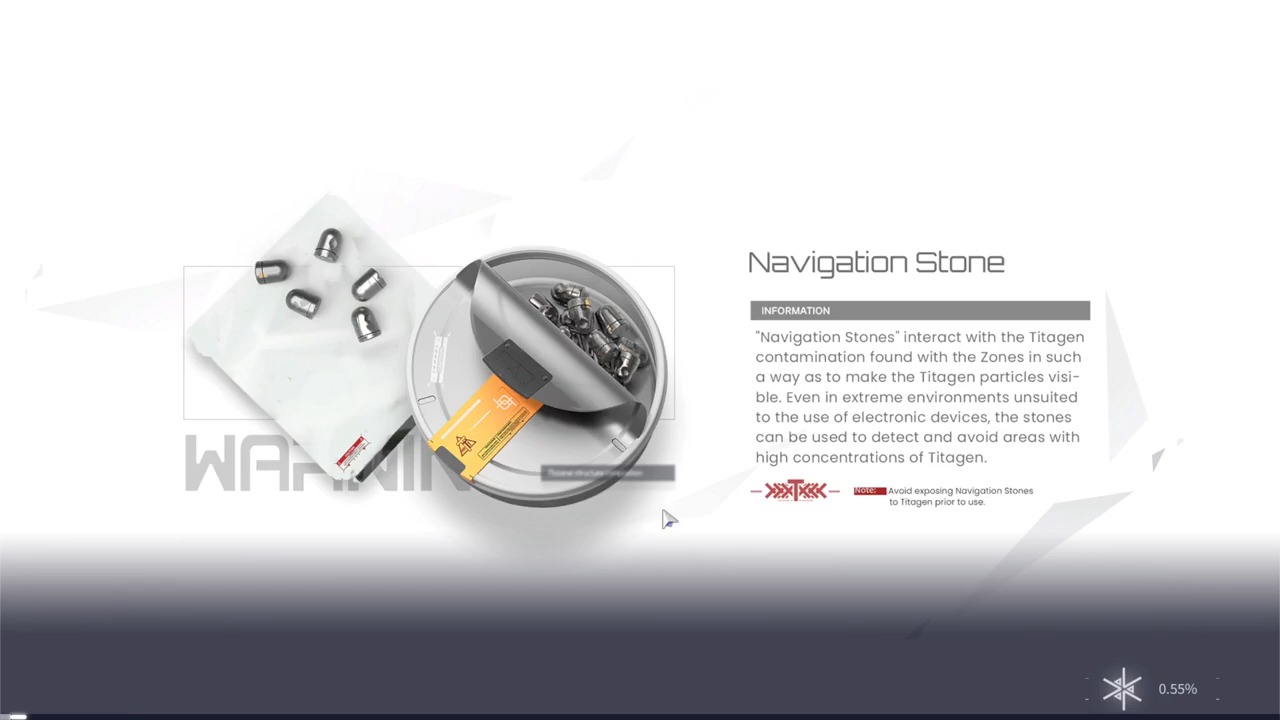 Navigation Stone
INFORMATION
"Navigation Stones" interact with the Titagen
contamination found with the Zones in such
a way as to make the Titagen particles visi-
ble. Even in extreme environments unsuited
to the use of electronic devices, the stones
can be used to detect and avoid areas with
high concentrations of Titagen.
Note: Avoid exposing Navigation Stones
to Titagen prior to use.
0.55%